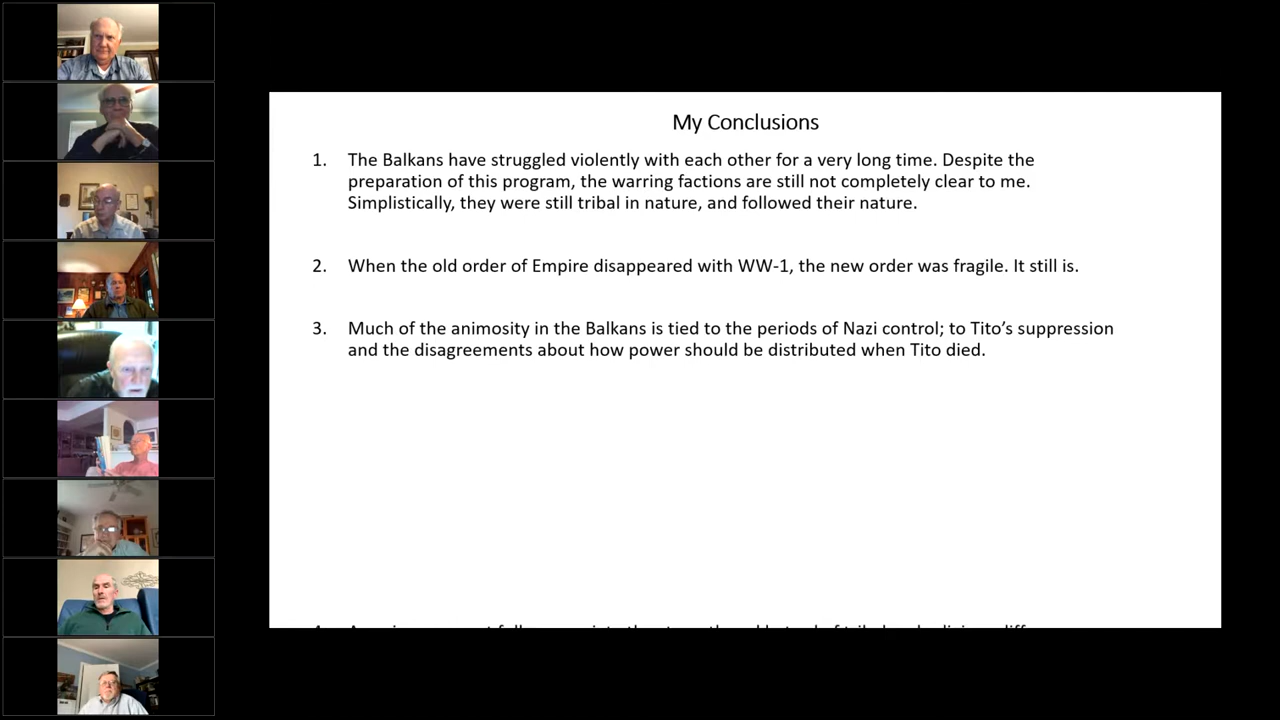 My Conclusions
1. The Balkans have struggled violently with each other for a very long time. Despite the
preparation of this program, the warring factions are still not completely clear to me.
Simplistically, they were still tribal in nature, and followed their nature.
2. When the old order of Empire disappeared with WW-1, the new order was fragile. It still is.
3. Much of the animosity in the Balkans is tied to the periods of Nazi control; to Tito’s suppression
and the disagreements about how power should be distributed when Tito died.